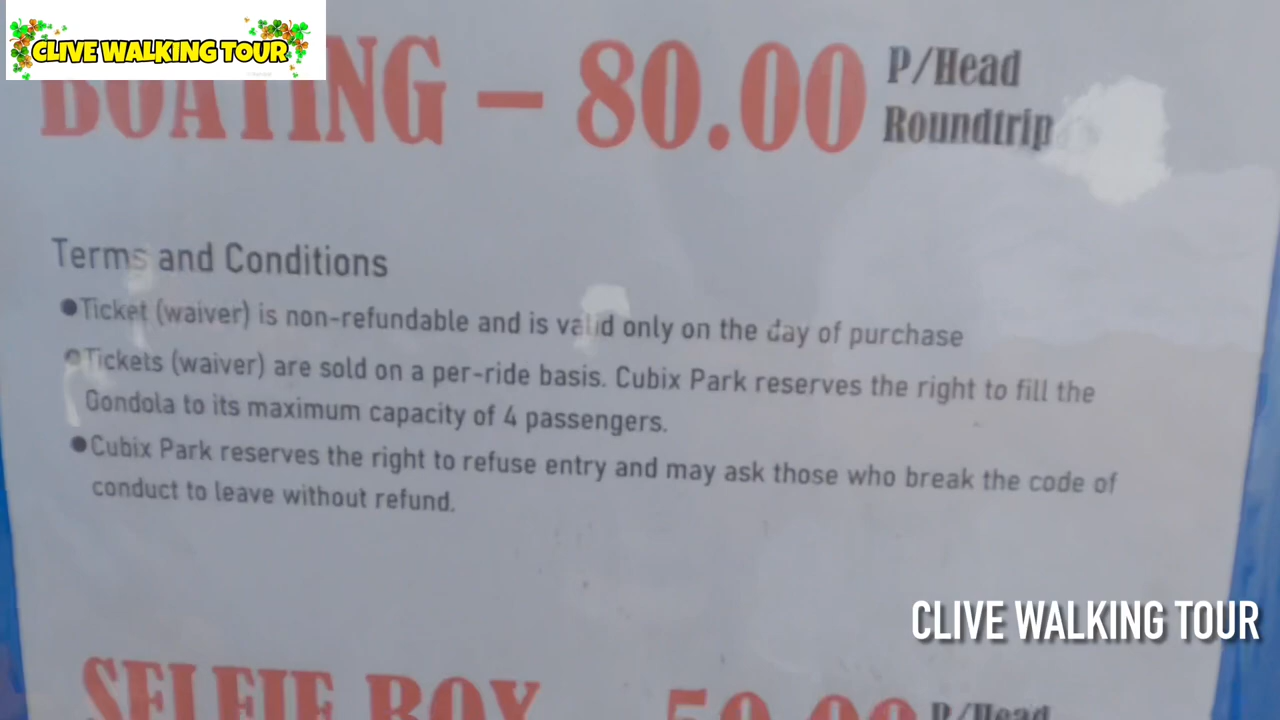 CLIVE WALKING TOUR
BOATING – 80.00 P/Head
Roundtrip
Terms and Conditions
●Ticket (waiver) is non-refundable and is valid only on the day of purchase
●Tickets (waiver) are sold on a per-ride basis. Cubix Park reserves the right to fill the
Gondola to its maximum capacity of 4 passengers.
●Cubix Park reserves the right to refuse entry and may ask those who break the code of
conduct to leave without refund.
CLIVE WALKING TOUR
SELFIE BOX 50.00 P/Head